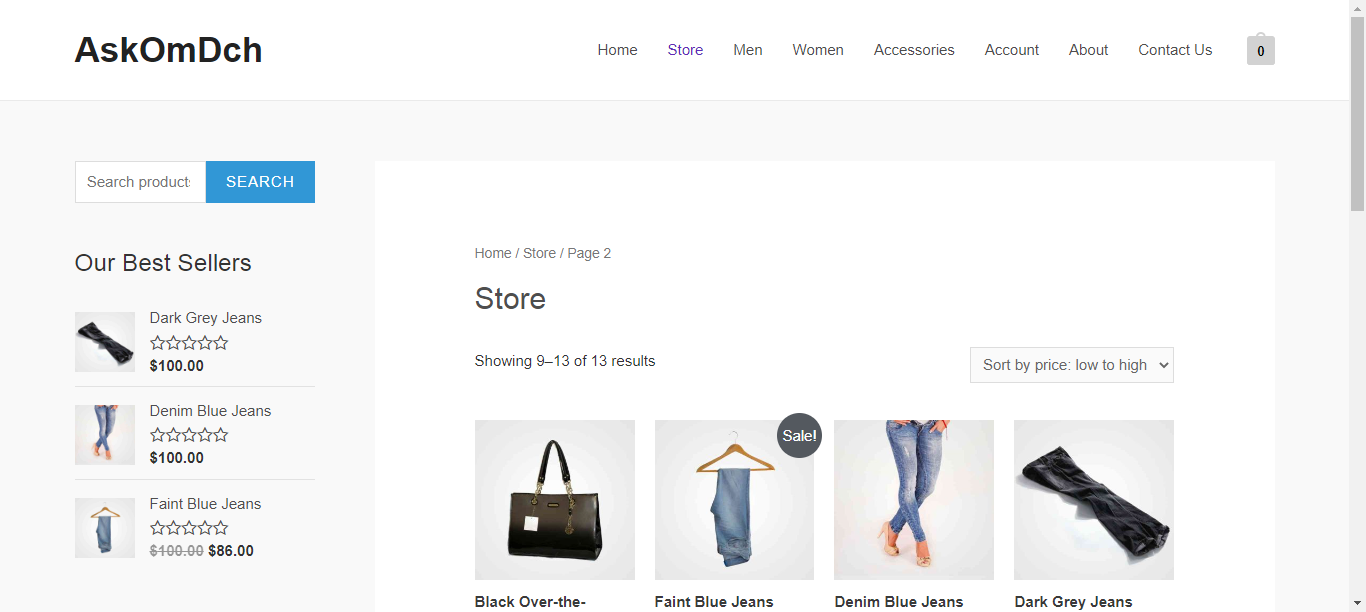 AskOmDch
Home Store Men Women Accessories Account About Contact Us 0
Search products
SEARCH
Our Best Sellers
Dark Grey Jeans
$100.00
Denim Blue Jeans
$100.00
Faint Blue Jeans
$100.00 $86.00
Home / Store / Page 2
Store
Showing 9–13 of 13 results
Sort by price: low to high
Sale!
Black Over-the-
Faint Blue Jeans
Denim Blue Jeans
Dark Grey Jeans